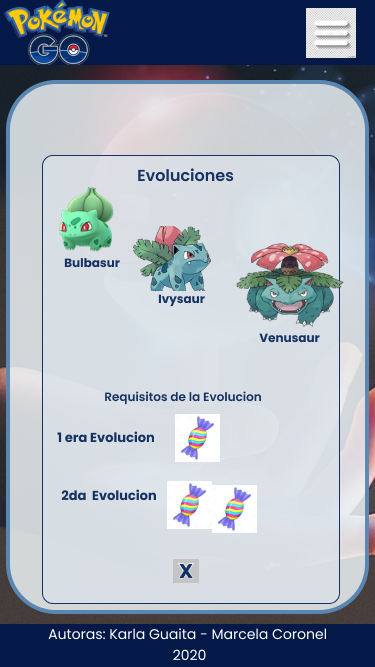 Pokémon
GO
Evoluciones
Bulbasur
Ivysaur
Venusaur
Requisitos de la Evolucion
1 era Evolucion
2da Evolucion
X
Autoras: Karla Guaita - Marcela Coronel
2020